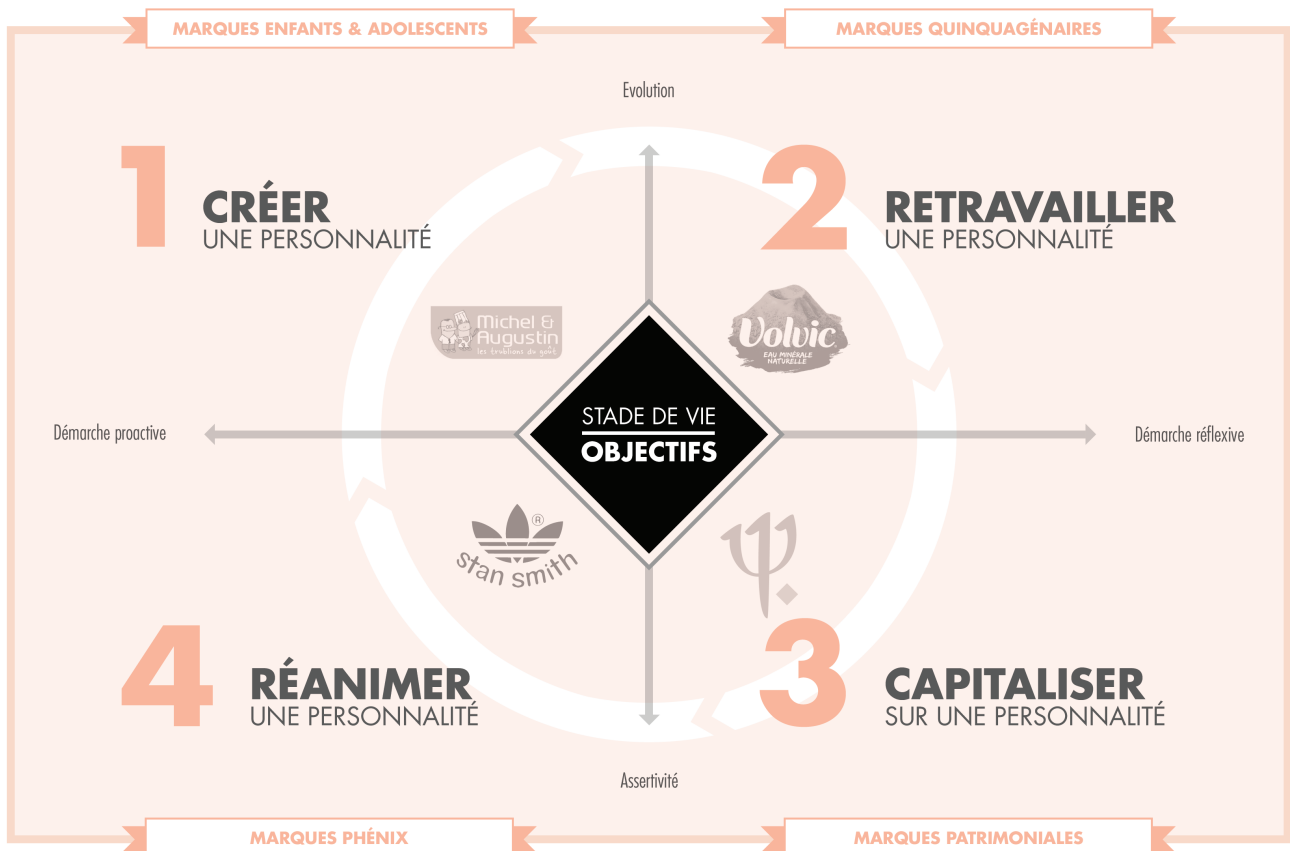 MARQUES ENFANTS & ADOLESCENTS
MARQUES QUINQUAGÉNAIRES
Evolution
1
CRÉER
UNE PERSONNALITÉ
2
RETRAVAILLER
UNE PERSONNALITÉ
Michel Et
Augustin
les trublions du goût
Volvic
EAU MINÉRALE
NATURELLE
Démarche proactive
STADE DE VIE
OBJECTIFS
Démarche réflexive
®
stan smith
Ψ
4
RÉANIMER
UNE PERSONNALITÉ
3
CAPITALISER
SUR UNE PERSONNALITÉ
Assertivité
MARQUES PHÉNIX
MARQUES PATRIMONIALES